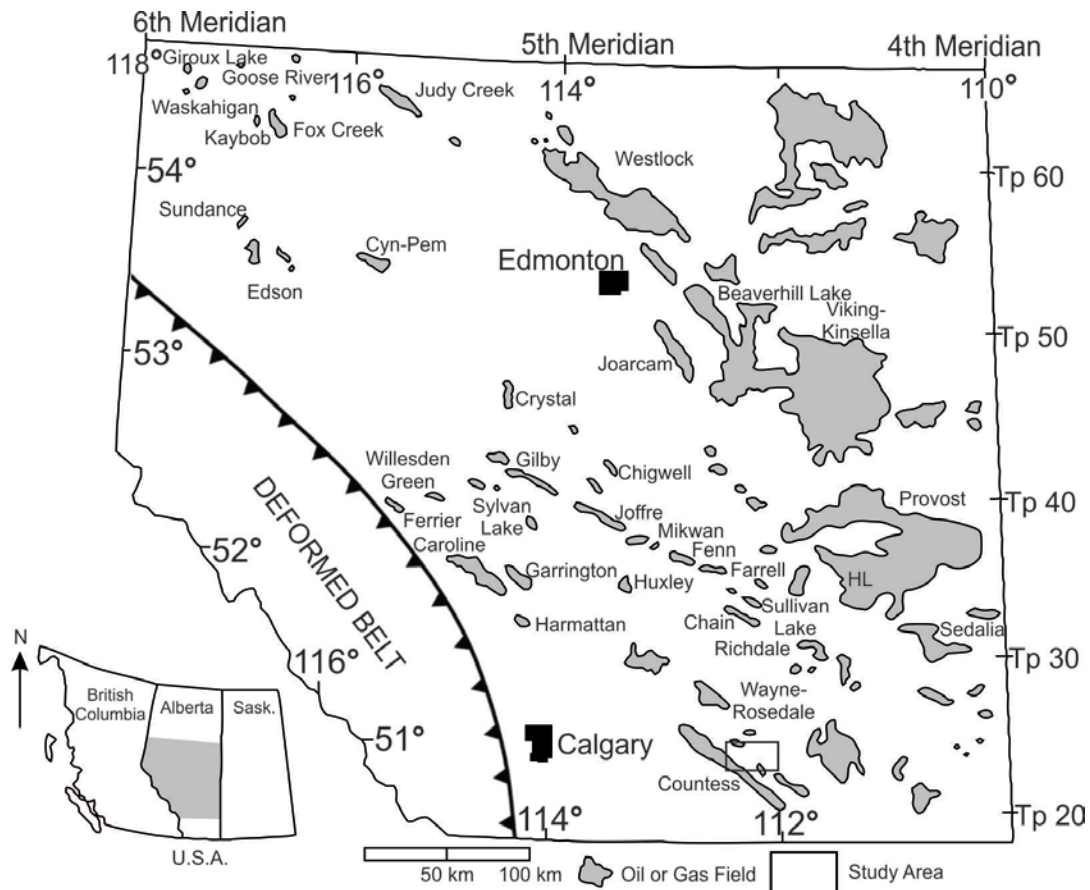 6th Meridian
5th Meridian
4th Meridian
118°
Giroux Lake
Goose River
116°
Judy Creek
114°
110°
Waskahigan
Kaybob
Fox Creek
Westlock
54°
Tp 60
Sundance
Cyn-Pem
Edson
Edmonton
Beaverhill Lake
Viking-
Kinsella
53°
Tp 50
Joarcam
Crystal
Willesden
Green
Gilby
Chigwell
Provost
Tp 40
Sylvan
Lake
Joffre
Ferrier
Mikwan
52°
Caroline
Fenn
DEFORMED BELT
Garrington
Huxley
Farrell
HL
Harmattan
Chain
Sullivan
Lake
Sedalia
Richdale
Tp 30
N
116°
British
Columbia
Alberta
Sask.
Wayne-
Rosedale
51°
Calgary
Countess
Tp 20
114°
112°
U.S.A.
50 km
100 km
Oil or Gas Field
Study Area